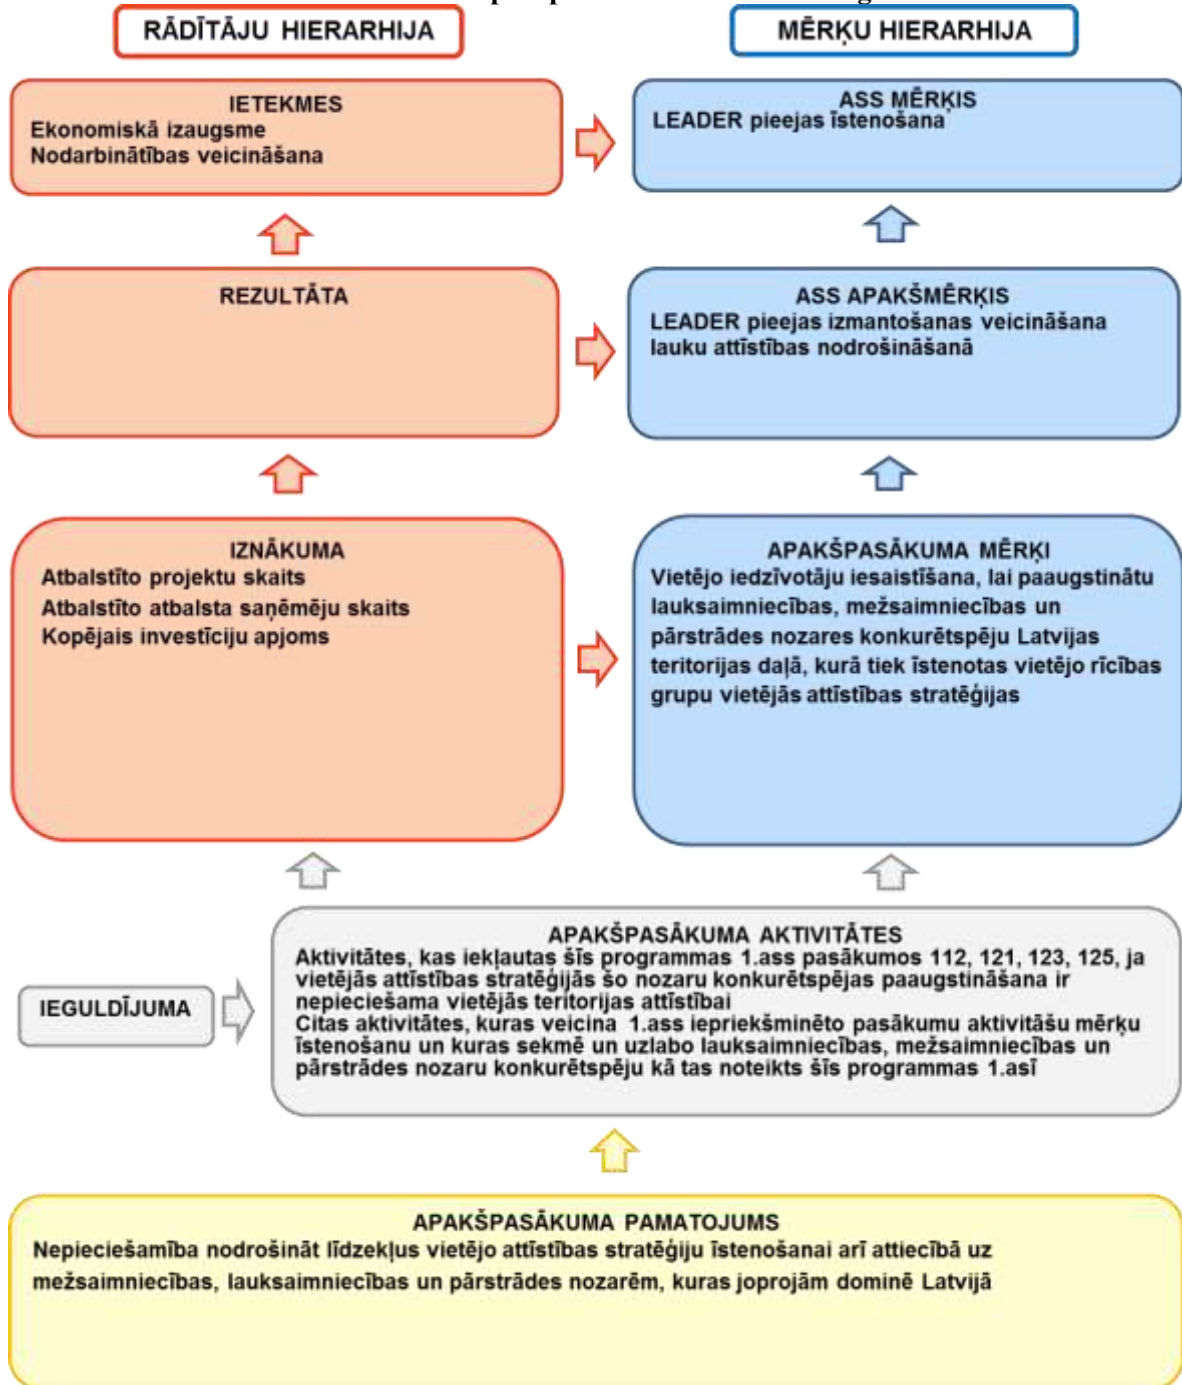 RĀDĪTĀJU HIERARHIJA
MĒRĶU HIERARHIJA
IETEKMES
Ekonomiskā izaugsme
Nodarbinātības veicināšana
ASS MĒRĶIS
LEADER pieejas īstenošana
REZULTĀTA
ASS APAKŠMĒRĶIS
LEADER pieejas izmantošanas veicināšana
lauku attīstības nodrošināšanā
IZNĀKUMA
Atbalstīto projektu skaits
Atbalstīto atbalsta saņēmēju skaits
Kopējais investīciju apjoms
APAKŠPASĀKUMA MĒRĶI
Vietējo iedzīvotāju iesaistīšana, lai paaugstinātu
lauksaimniecības, mežsaimniecības un
pārstrādes nozares konkurētspēju Latvijas
teritorijas daļā, kurā tiek īstenotas vietējo rīcības
grupu vietējās attīstības stratēģijas
IEGULDĪJUMA
APAKŠPASĀKUMA AKTIVITĀTES
Aktivitātes, kas iekļautas šīs programmas 1.ass pasākumos 112, 121, 123, 125, ja
vietējās attīstības stratēģijās šo nozaru konkurētspējas paaugstināšana ir
nepieciešama vietējās teritorijas attīstībai
Citas aktivitātes, kuras veicina 1.ass iepriekšminēto pasākumu aktivitāšu mērķu
īstenošanu un kuras sekmē un uzlabo lauksaimniecības, mežsaimniecības un
pārstrādes nozaru konkurētspēju kā tas noteikts šīs programmas 1.asī
APAKŠPASĀKUMA PAMATOJUMS
Nepieciešamība nodrošināt līdzekļus vietējo attīstības stratēģiju īstenošanai arī attiecībā uz
mežsaimniecības, lauksaimniecības un pārstrādes nozarēm, kuras joprojām dominē Latvijā